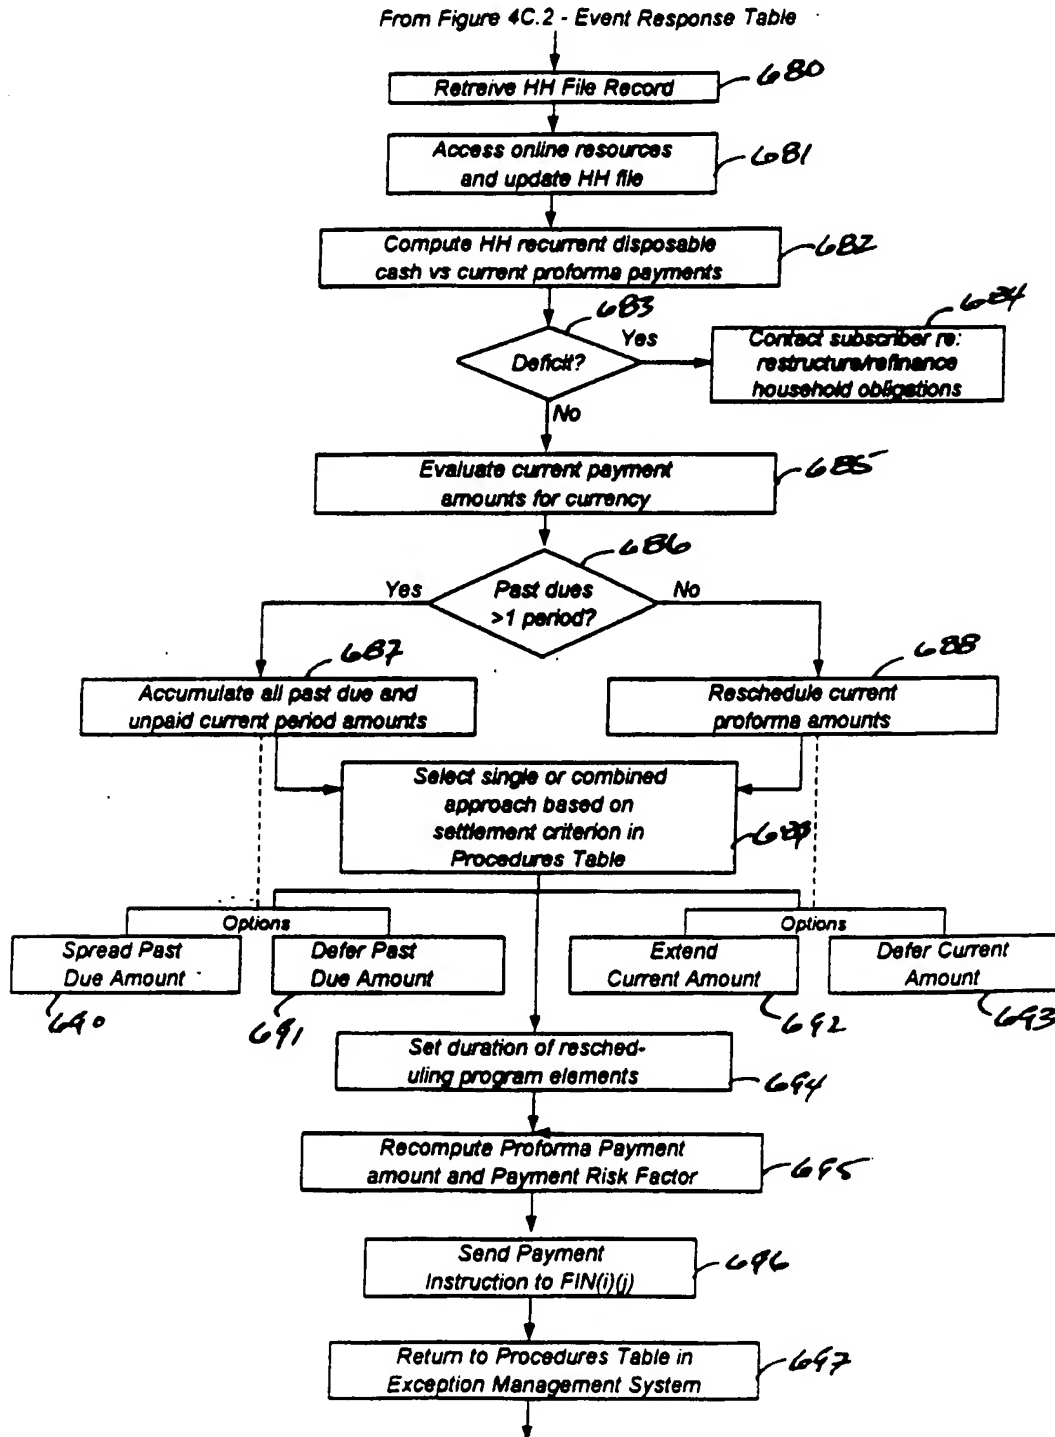 From Figure 4C.2 - Event Response Table
Retreive HH File Record
680
Access online resources
and update HH file
681
Compute HH recurrent disposable
cash vs current proforma payments
682
683
Deficit?
Yes
No
684
Contact subscriber re:
restructure/refinance
household obligations
Evaluate current payment
amounts for currency
685
686
Past dues
>1 period?
Yes
No
687
Accumulate all past due and
unpaid current period amounts
688
Reschedule current
proforma amounts
Select single or combined
approach based on
settlement criterion in
Procedures Table
689
Options
Options
Spread Past
Due Amount
Defer Past
Due Amount
Extend
Current Amount
Defer Current
Amount
690
691
692
693
Set duration of resched-
uling program elements
694
Recompute Proforma Payment
amount and Payment Risk Factor
695
Send Payment
Instruction to FIN(i)(j)
696
Return to Procedures Table in
Exception Management System
697